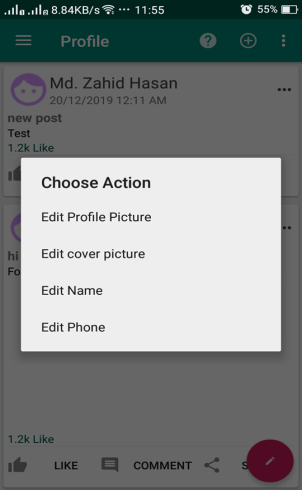 8.84KB/s ... 11:55 55%
Profile
Md. Zahid Hasan
20/12/2019 12:11 AM
new post
Test
1.2k Like
Choose Action
Edit Profile Picture
Edit cover picture
Edit Name
Edit Phone
hi
Fo
1.2k Like
LIKE COMMENT S